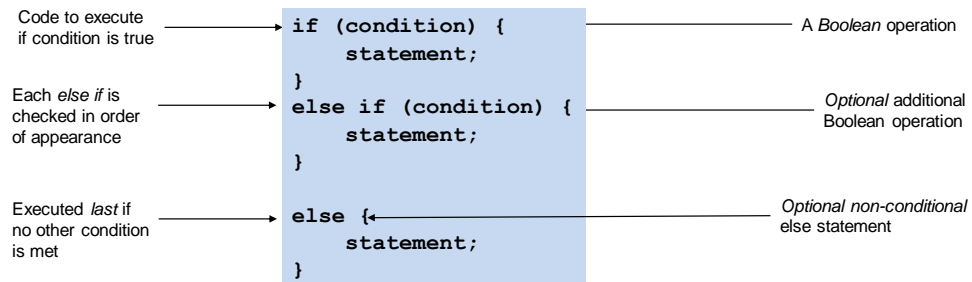 Code to execute
if condition is true
if (condition) {
statement;
}
else if (condition) {
statement;
}
else {
statement;
}
A Boolean operation
Each else if is
checked in order
of appearance
Optional additional
Boolean operation
Executed last if
no other condition
is met
Optional non-conditional
else statement